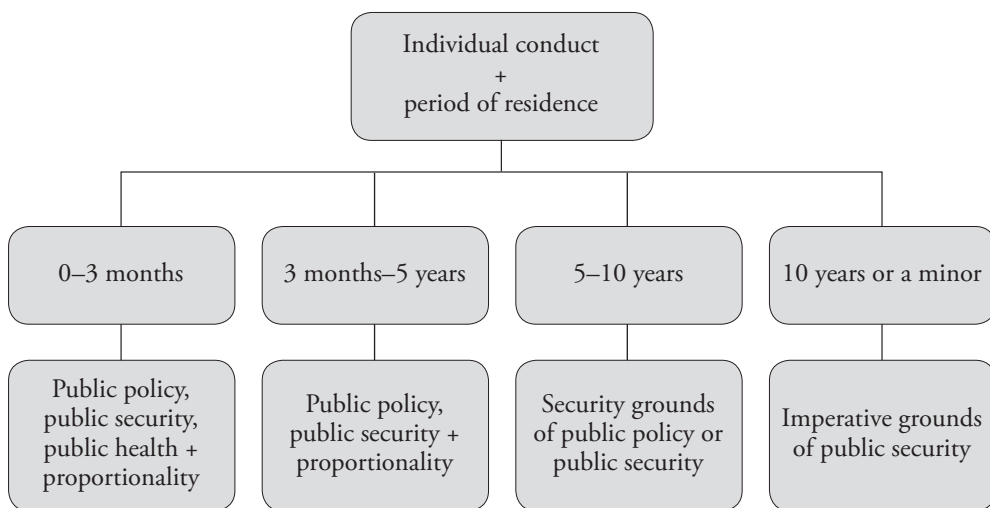 Individual conduct
+
period of residence
0–3 months
3 months–5 years
5–10 years
10 years or a minor
Public policy,
public security,
public health +
proportionality
Public policy,
public security +
proportionality
Security grounds
of public policy or
public security
Imperative grounds
of public security